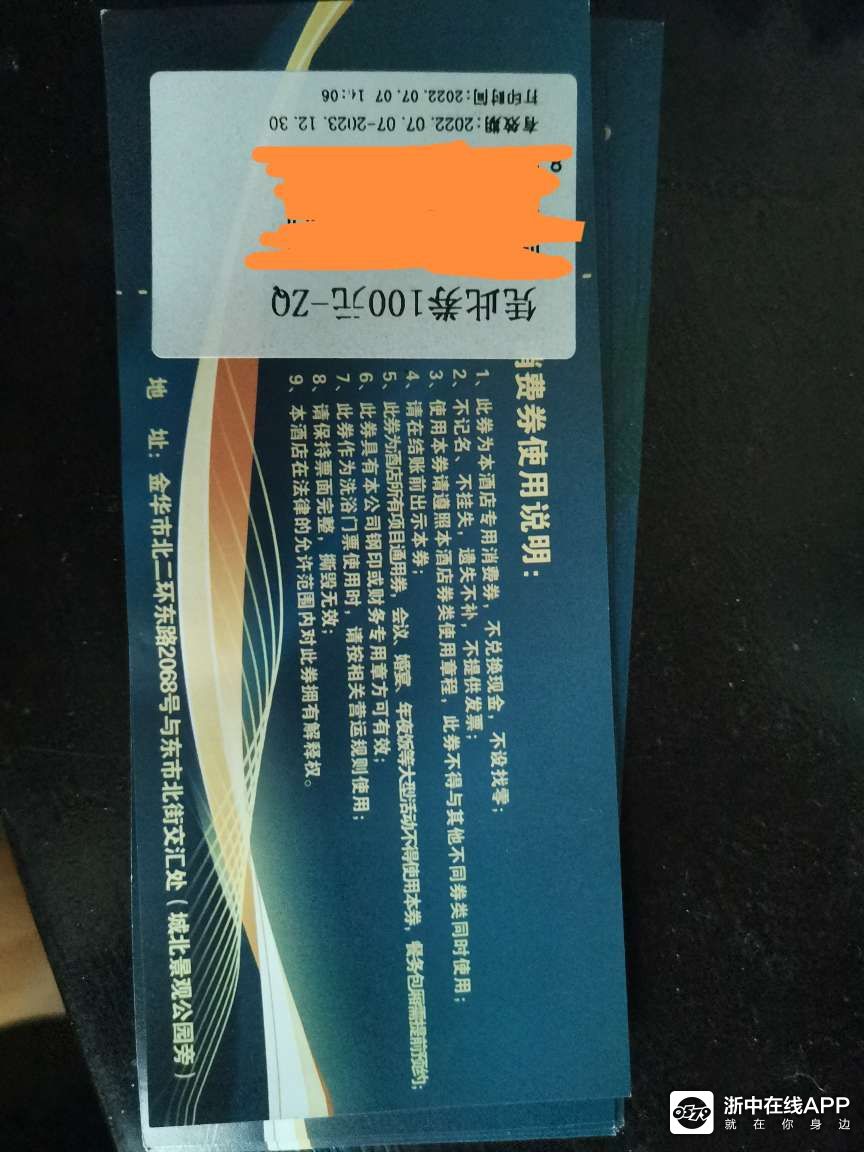 打印时间:2022.07.07 14:06
有效期:2022.07.07-2023.12.30
凭此券100元-ZQ
消费券使用说明:
1、此券为本酒店专用消费券,不兑换现金,不设找零;
2、不记名、不挂失,遗失不补,不提供发票;
3、使用本券请遵照本酒店券类使用章程,此券不得与其他不同券类同时使用;
4、请在结账前出示本券;
5、此券为酒店所有项目通用券,会议、婚宴、年夜饭等大型活动不得使用本券,餐务包厢需提前预约;
6、此券具有本公司钢印或财务专用章方可有效;
7、此券作为洗浴门票使用时,请按相关营运规则使用;
8、请保持票面完整,撕毁无效;
9、本酒店在法律的允许范围内对此券拥有解释权。
地 址:金华市北二环东路2068号与东市北街交汇处(城北景观公园旁)
0579
浙中在线APP
就在你身边